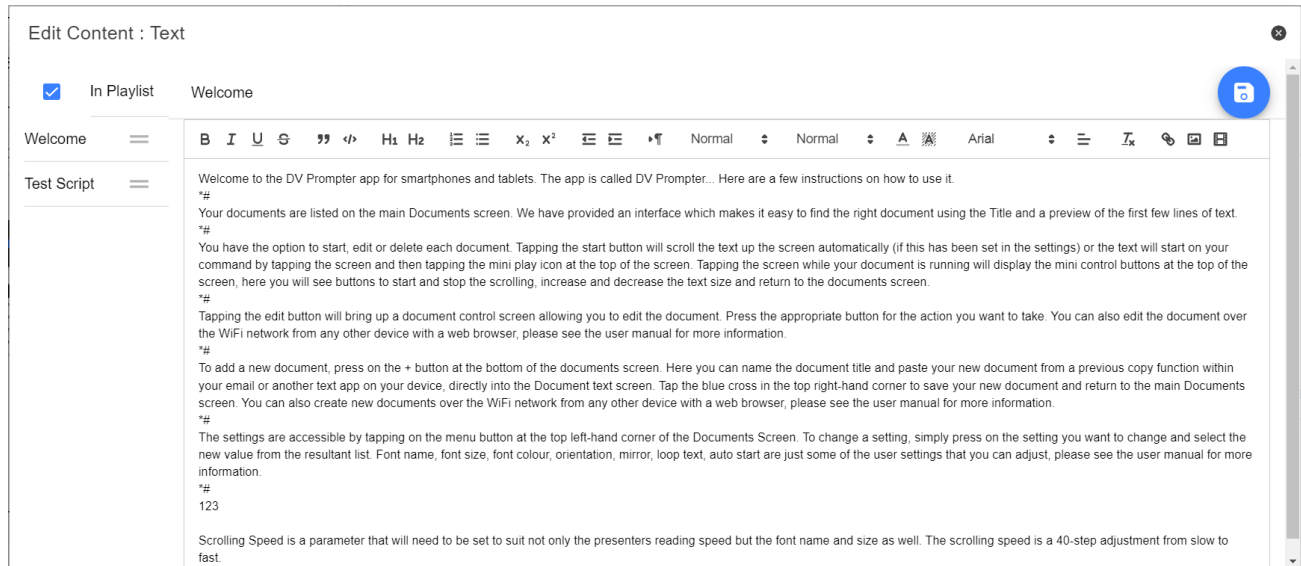 Edit Content : Text
In Playlist
Welcome
Welcome
Test Script
B I U S ” </> H1 H2 X2 X2 Normal Normal A A Arial Tx
Welcome to the DV Prompter app for smartphones and tablets. The app is called DV Prompter... Here are a few instructions on how to use it.
*#
Your documents are listed on the main Documents screen. We have provided an interface which makes it easy to find the right document using the Title and a preview of the first few lines of text.
*#
You have the option to start, edit or delete each document. Tapping the start button will scroll the text up the screen automatically (if this has been set in the settings) or the text will start on your
command by tapping the screen and then tapping the mini play icon at the top of the screen. Tapping the screen while your document is running will display the mini control buttons at the top of the
screen, here you will see buttons to start and stop the scrolling, increase and decrease the text size and return to the documents screen.
*#
Tapping the edit button will bring up a document control screen allowing you to edit the document. Press the appropriate button for the action you want to take. You can also edit the document over
the WiFi network from any other device with a web browser, please see the user manual for more information.
*#
To add a new document, press on the + button at the bottom of the documents screen. Here you can name the document title and paste your new document from a previous copy function within
your email or another text app on your device, directly into the Document text screen. Tap the blue cross in the top right-hand corner to save your new document and return to the main Documents
screen. You can also create new documents over the WiFi network from any other device with a web browser, please see the user manual for more information.
*#
The settings are accessible by tapping on the menu button at the top left-hand corner of the Documents Screen. To change a setting, simply press on the setting you want to change and select the
new value from the resultant list. Font name, font size, font colour, orientation, mirror, loop text, auto start are just some of the user settings that you can adjust, please see the user manual for more
information.
*#
123
Scrolling Speed is a parameter that will need to be set to suit not only the presenters reading speed but the font name and size as well. The scrolling speed is a 40-step adjustment from slow to
fast.